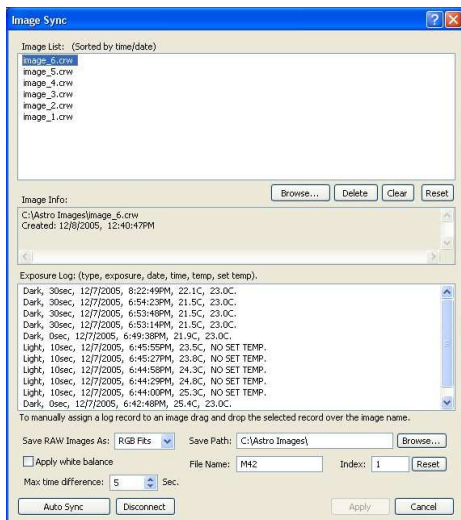 Image Sync
Image List: (Sorted by time/date)
image_6.crw
image_5.crw
image_4.crw
image_3.crw
image_2.crw
image_1.crw
Browse... Delete Clear Reset
Image Info:
C:\Astro Images\image_6.crw
Created: 12/8/2005, 12:40:47PM
Exposure Log: (type, exposure, date, time, temp, set temp).
Dark, 30sec, 12/7/2005, 8:22:49PM, 22.1C, 23.0C.
Dark, 30sec, 12/7/2005, 6:54:23PM, 21.5C, 23.0C.
Dark, 30sec, 12/7/2005, 6:53:48PM, 21.5C, 23.0C.
Dark, 30sec, 12/7/2005, 6:53:14PM, 21.5C, 23.0C.
Dark, 0sec, 12/7/2005, 6:49:38PM, 21.9C, 23.0C.
Light, 10sec, 12/7/2005, 6:45:55PM, 23.5C, NO SET TEMP.
Light, 10sec, 12/7/2005, 6:45:27PM, 23.8C, NO SET TEMP.
Light, 10sec, 12/7/2005, 6:44:58PM, 24.3C, NO SET TEMP.
Light, 10sec, 12/7/2005, 6:44:29PM, 24.8C, NO SET TEMP.
Light, 10sec, 12/7/2005, 6:44:00PM, 25.3C, NO SET TEMP.
Dark, 0sec, 12/7/2005, 6:42:48PM, 25.4C, 23.0C.
To manually assign a log record to an image drag and drop the selected record over the image name.
Save RAW Images As: RGB Fits Save Path: C:\Astro Images\ Browse...
Apply white balance File Name: M42 Index: 1 Reset
Max time difference: 5 Sec.
Auto Sync Disconnect Apply Cancel